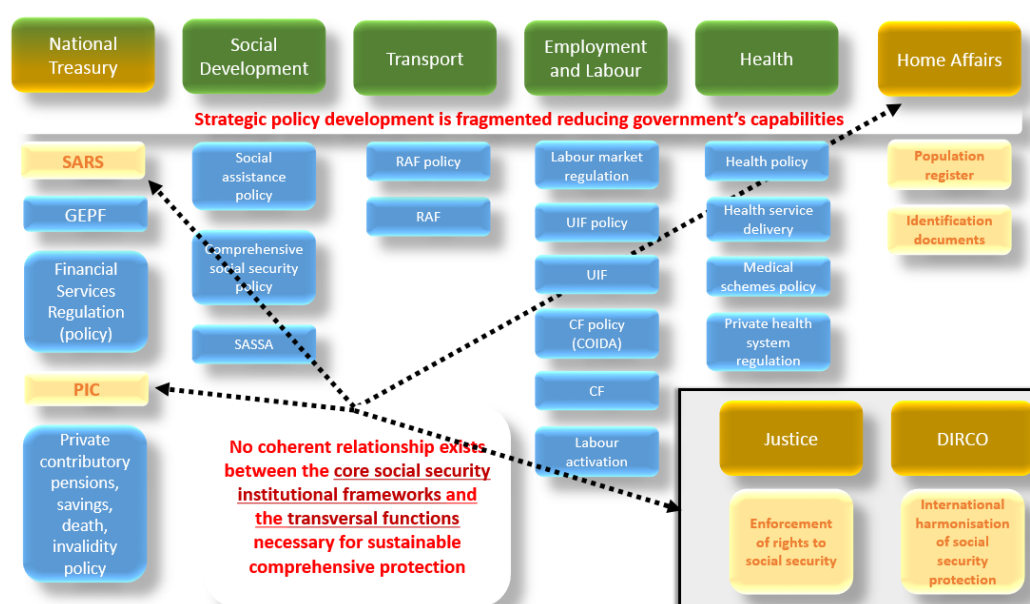 National
Treasury
Social
Development
Transport
Employment
and Labour
Health
Home Affairs
Strategic policy development is fragmented reducing government's capabilities
SARS
GEPF
Financial
Services
Regulation
(policy)
PIC
Private
contributory
pensions,
savings,
death,
invalidity
policy
Social
assistance
policy
Comprehensive
social security
policy
SASSA
RAF policy
RAF
Labour market
regulation
UIF policy
UIF
CF policy
(COIDA)
CF
Labour
activation
Health policy
Health service
delivery
Medical
schemes policy
Private health
system
regulation
Population
register
Identification
documents
No coherent relationship exists
between the core social security
institutional frameworks and
the transversal functions
necessary for sustainable
comprehensive protection
Justice
DIRCO
Enforcement
of rights to
social security
International
harmonisation
of social
security
protection